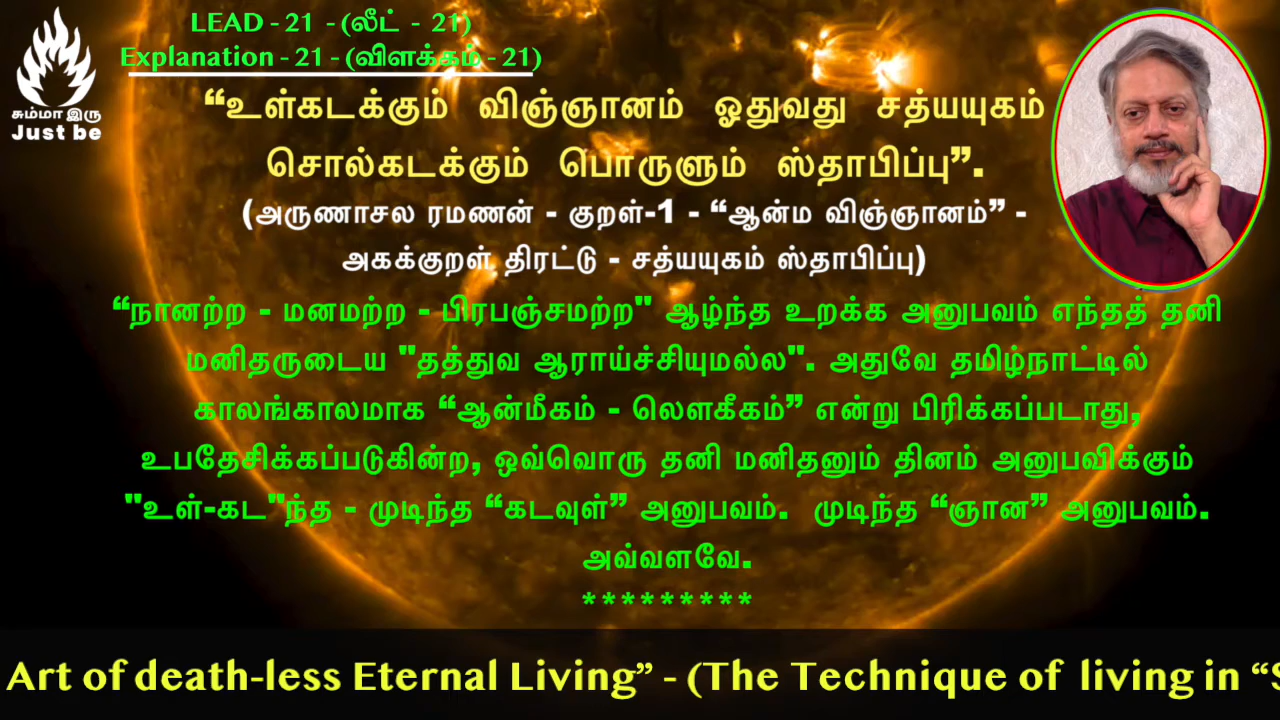 LEAD - 21 - (லீட் - 21)
Explanation - 21 - (விளக்கம் - 21)
சும்மா இரு
Just be
“உள்கடக்கும் விஞ்ஞானம் ஓதுவது சத்யயுகம்
சொல்கடக்கும் பொருளும் ஸ்தாபிப்பு”.
(அருணாசல ரமணன் - குறள்-1 - “ஆன்ம விஞ்ஞானம்” -
அகக்குறள் திரட்டு - சத்யயுகம் ஸ்தாபிப்பு)
“நானற்ற - மனமற்ற - பிரபஞ்சமற்ற" ஆழ்ந்த உறக்க அனுபவம் எந்தத் தனி
மனிதருடைய "தத்துவ ஆராய்ச்சியுமல்ல". அதுவே தமிழ்நாட்டில்
காலங்காலமாக “ஆன்மீகம் - லௌகீகம்” என்று பிரிக்கப்படாது,
உபதேசிக்கப்படுகின்ற, ஒவ்வொரு தனி மனிதனும் தினம் அனுபவிக்கும்
"உள்-கட"ந்த - முடிந்த “கடவுள்” அனுபவம். முடிந்த “ஞான” அனுபவம்.
அவ்வளவே.
*********
Art of death-less Eternal Living” - (The Technique of living in “S